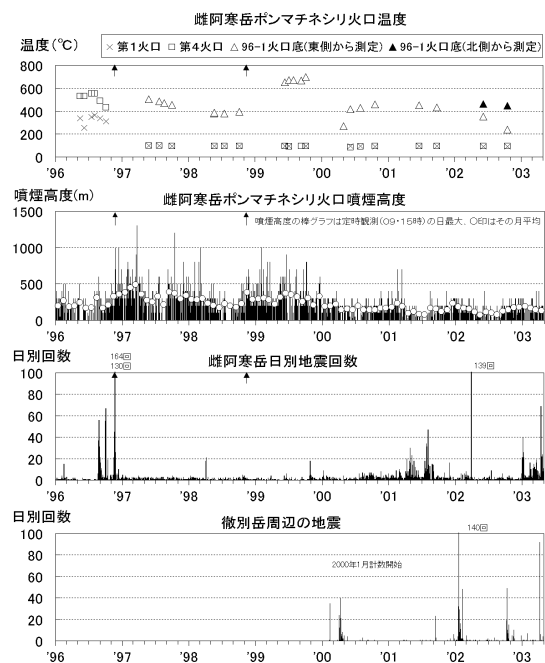 雌阿寒岳ポンマチネシリ火口温度
温度(℃)
× 第1火口 □ 第4火口 △ 96-1火口底(東側から測定) ▲ 96-1火口底(北側から測定)
800
600
400
200
0
'96 '97 '98 '99 '00 '01 '02 '03
噴煙高度(m)
雌阿寒岳ポンマチネシリ火口噴煙高度
1500
噴煙高度の棒グラフは定時観測(09・15時)の日最大、○印はその月平均
1000
500
0
'96 '97 '98 '99 '00 '01 '02 '03
日別回数
164回
130回
雌阿寒岳日別地震回数
139回
100
80
60
40
20
0
'96 '97 '98 '99 '00 '01 '02 '03
日別回数
徹別岳周辺の地震
140回
100
80
2000年1月計数開始
60
40
20
0
'96 '97 '98 '99 '00 '01 '02 '03